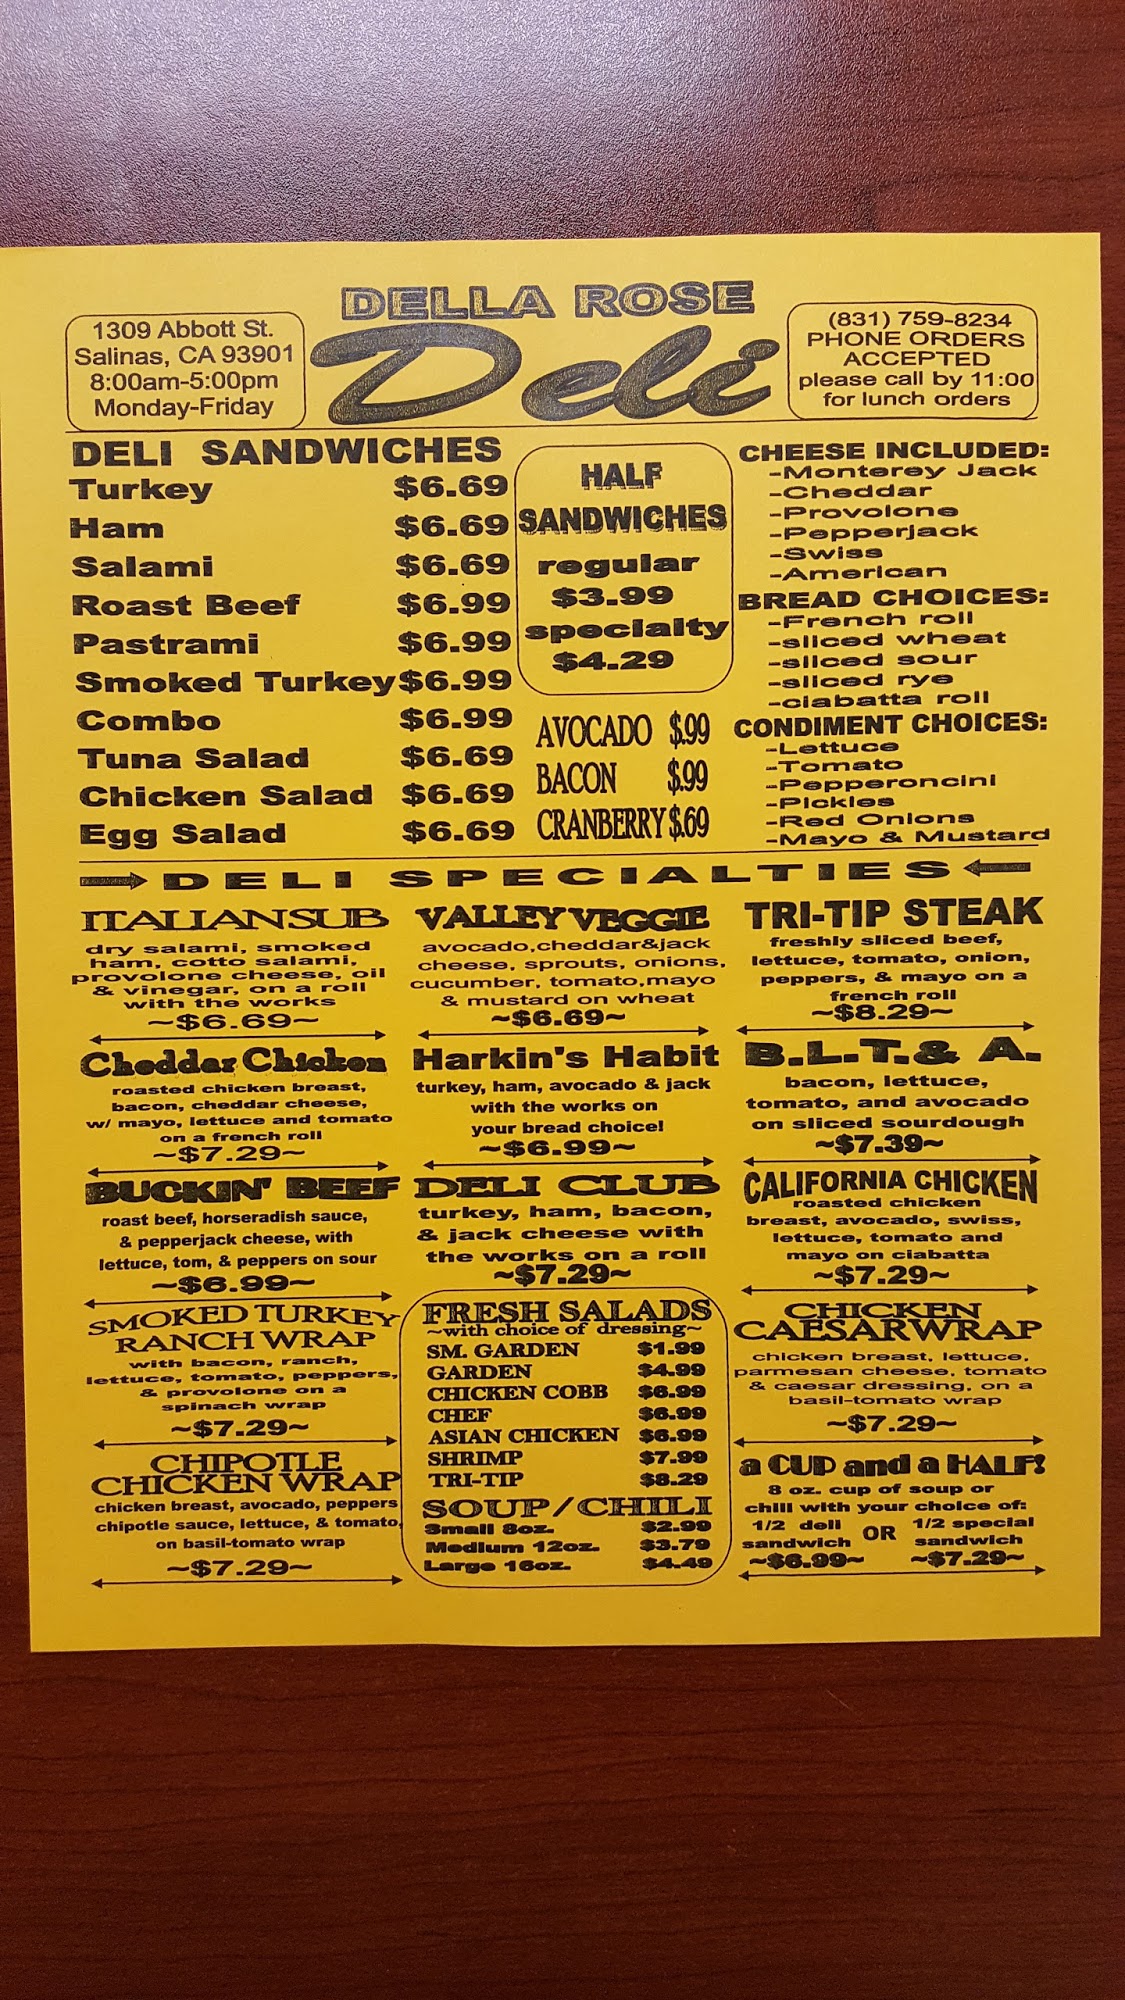 DELLA ROSE
Deli
1309 Abbott St.
Salinas, CA 93901
8:00am-5:00pm
Monday-Friday
(831) 759-8234
PHONE ORDERS
ACCEPTED
please call by 11:00
for lunch orders
DELI SANDWICHES
Turkey $6.69
Ham $6.69
Salami $6.69
Roast Beef $6.99
Pastrami $6.99
Smoked Turkey $6.99
Combo $6.99
Tuna Salad $6.69
Chicken Salad $6.69
Egg Salad $6.69
HALF
SANDWICHES
regular
$3.99
specialty
$4.29
AVOCADO $.99
BACON $.99
CRANBERRY $.69
CHEESE INCLUDED:
-Monterey Jack
-Cheddar
-Provolone
-Pepperjack
-Swiss
-American
BREAD CHOICES:
-French roll
-sliced wheat
-sliced sour
-sliced rye
-ciabatta roll
CONDIMENT CHOICES:
-Lettuce
-Tomato
-Pepperoncini
-Pickles
-Red Onions
-Mayo & Mustard
DELI SPECIALTIES
ITALIAN SUB
dry salami, smoked
ham, cotto salami,
provolone cheese, oil
& vinegar, on a roll
with the works
~$6.69~
VALLEY VEGGIE
avocado,cheddar&jack
cheese, sprouts, onions,
cucumber, tomato,mayo
& mustard on wheat
~$6.69~
TRI-TIP STEAK
freshly sliced beef,
lettuce, tomato, onion,
peppers, & mayo on a
french roll
~$8.29~
Cheddar Chicken
roasted chicken breast,
bacon, cheddar cheese,
w/ mayo, lettuce and tomato
on a french roll
~$7.29~
Harkin's Habit
turkey, ham, avocado & jack
with the works on
your bread choice!
~$6.99~
B.L.T.& A.
bacon, lettuce,
tomato, and avocado
on sliced sourdough
~$7.39~
BUCKIN' BEEF
roast beef, horseradish sauce,
& pepperjack cheese, with
lettuce, tom, & peppers on sour
~$6.99~
DELI CLUB
turkey, ham, bacon,
& jack cheese with
the works on a roll
~$7.29~
CALIFORNIA CHICKEN
roasted chicken
breast, avocado, swiss,
lettuce, tomato and
mayo on ciabatta
~$7.29~
SMOKED TURKEY
RANCH WRAP
with bacon, ranch,
lettuce, tomato, peppers,
& provolone on a
spinach wrap
~$7.29~
FRESH SALADS
~with choice of dressing~
SM. GARDEN $1.99
GARDEN $4.99
CHICKEN COBB $6.99
CHEF $6.99
ASIAN CHICKEN $6.99
SHRIMP $7.99
TRI-TIP $8.29
SOUP/CHILI
Small 8oz. $2.99
Medium 12oz. $3.79
Large 16oz. $4.49
CHICKEN
CAESAR WRAP
chicken breast, lettuce,
parmesan cheese, tomato
& caesar dressing, on a
basil-tomato wrap
~$7.29~
CHIPOTLE
CHICKEN WRAP
chicken breast, avocado, peppers
chipotle sauce, lettuce, & tomato,
on basil-tomato wrap
~$7.29~
a CUP and a HALF!
8 oz. cup of soup or
chili with your choice of:
1/2 deli
sandwich
~$6.99~
OR
1/2 special
sandwich
~$7.29~